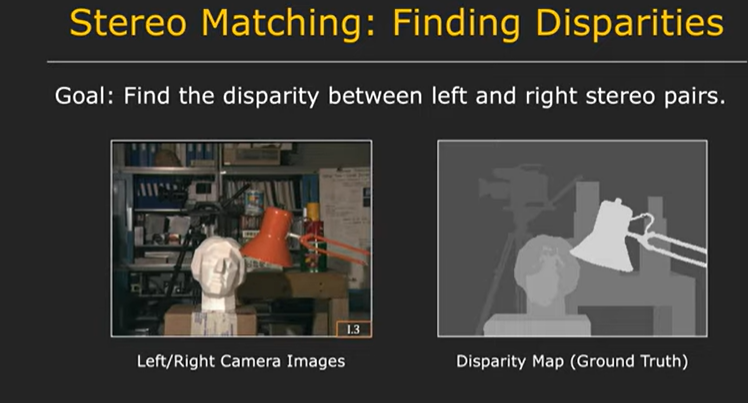 Stereo Matching: Finding Disparities
Goal: Find the disparity between left and right stereo pairs.
I.3
Left/Right Camera Images
Disparity Map (Ground Truth)